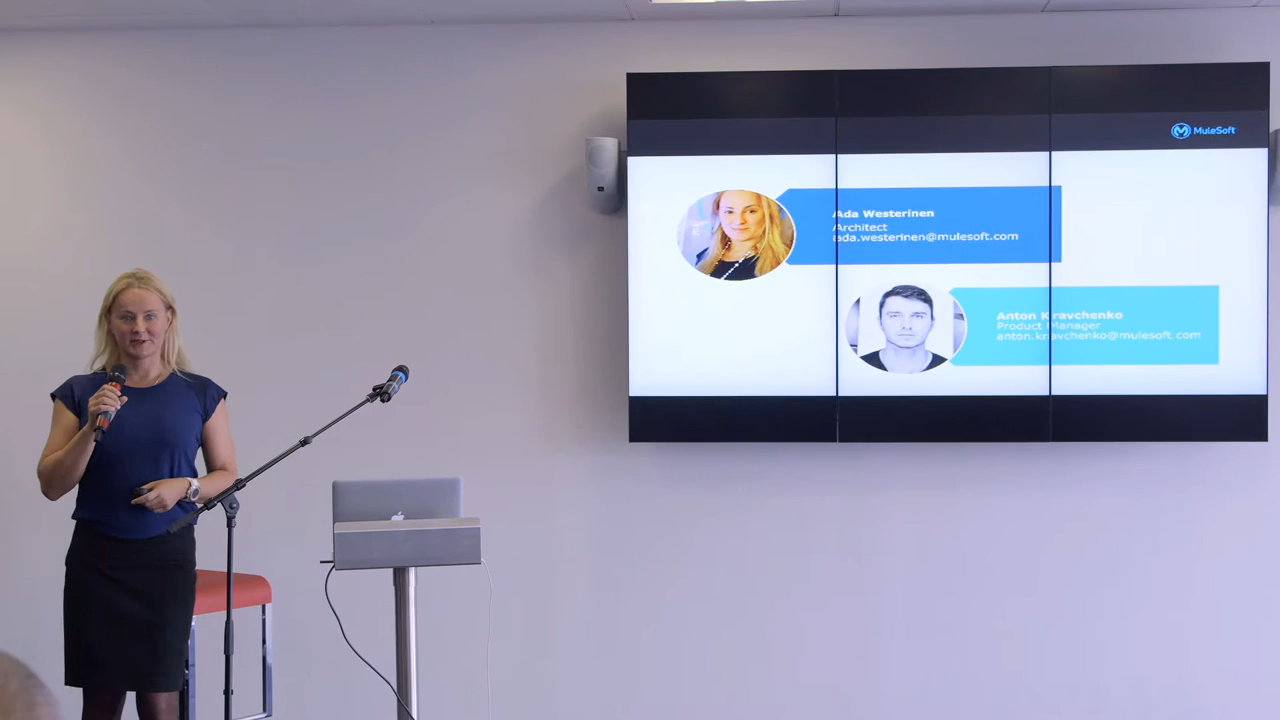 MuleSoft
Ada Westerinen
Architect
ada.westerinen@mulesoft.com
Anton Kravchenko
Product Manager
anton.kravchenko@mulesoft.com